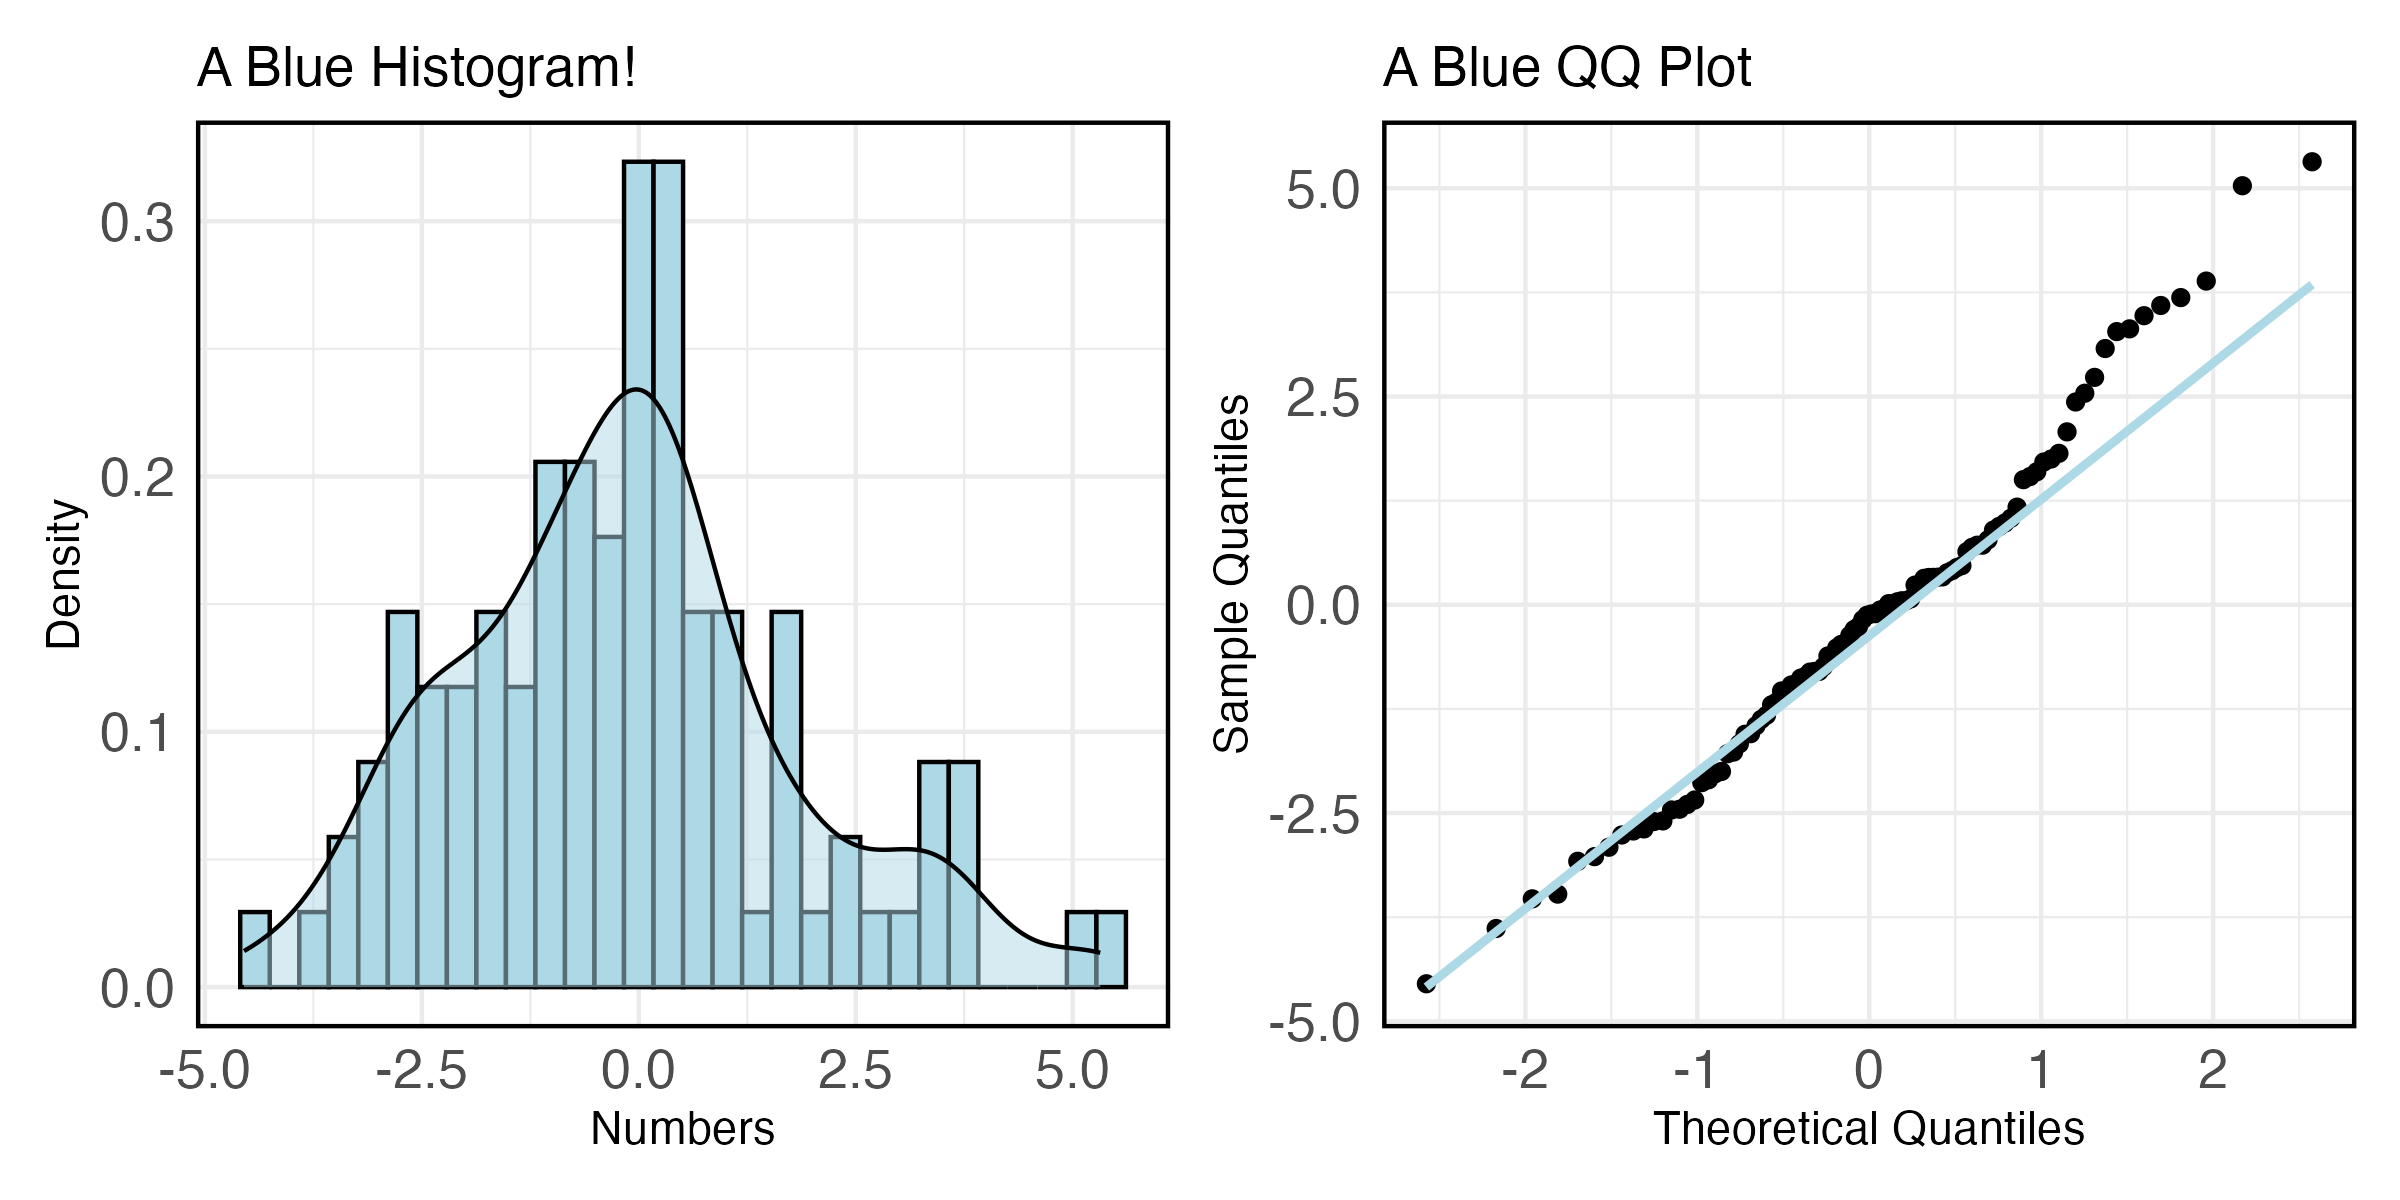 A Blue Histogram!
Density
0.3
0.2
0.1
0.0
-5.0 -2.5 0.0 2.5 5.0
Numbers
A Blue QQ Plot
Sample Quantiles
5.0
2.5
0.0
-2.5
-5.0
-2 -1 0 1 2
Theoretical Quantiles